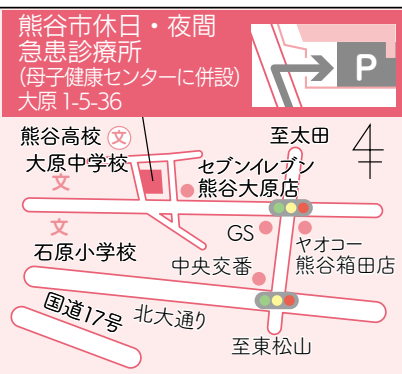 熊谷市休日・夜間
急患診療所
(母子健康センターに併設)
大原1-5-36
P
熊谷高校 文
至太田
大原中学校
セブンイレブン
熊谷大原店
文
文
GS
ヤオコー
熊谷箱田店
石原小学校
中央交番
国道17号
北大通り
至東松山